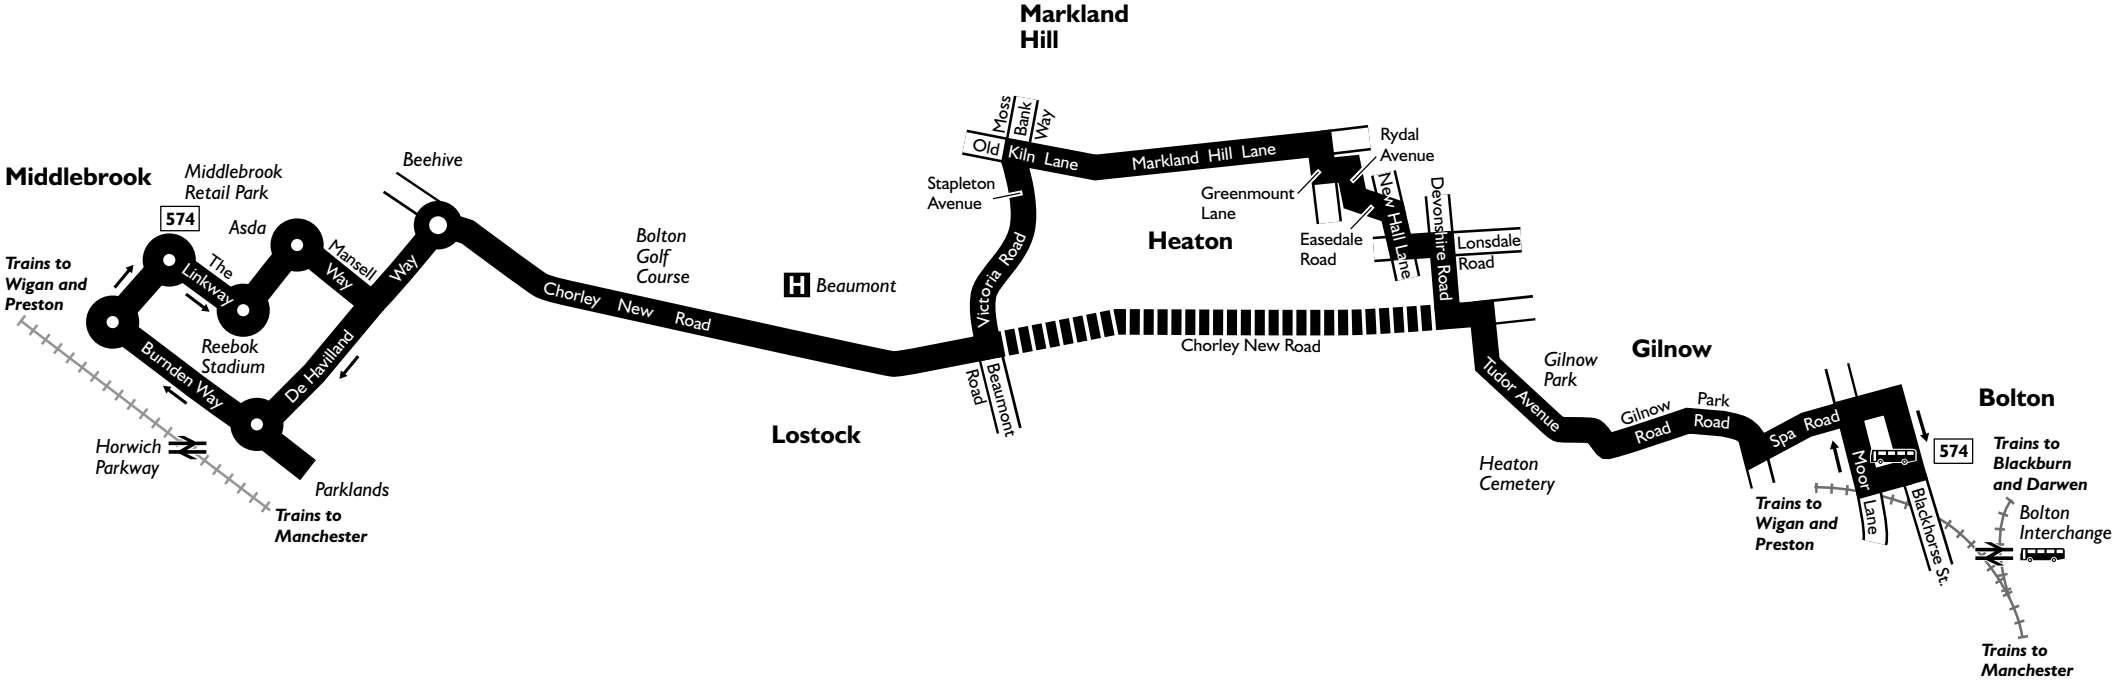 Markland
Hill
Middlebrook
Middlebrook
Retail Park
574
Asda
Beehive
Trains to
Wigan and
Preston
The
Linkway
Mansell
Way
De Havilland Way
Reebok
Stadium
Burnden Way
Horwich
Parkway
Parklands
Trains to
Manchester
Bolton
Golf
Course
H Beaumont
Chorley New Road
Lostock
Moss
Bank
Way
Old Kiln Lane
Stapleton
Avenue
Victoria Road
Beaumont
Road
Markland Hill Lane
Rydal
Avenue
Greenmount
Lane
Heaton
Easedale
Road
New Hall Lane
Devonshire Road
Lonsdale
Road
Chorley New Road
Tudor Avenue
Gilnow
Park
Gilnow
Heaton
Cemetery
Gilnow
Road
Park
Road
Spa Road
Moor Lane
Blackhorse St.
Bolton
574
Trains to
Blackburn
and Darwen
Trains to
Wigan and
Preston
Bolton
Interchange
Trains to
Manchester